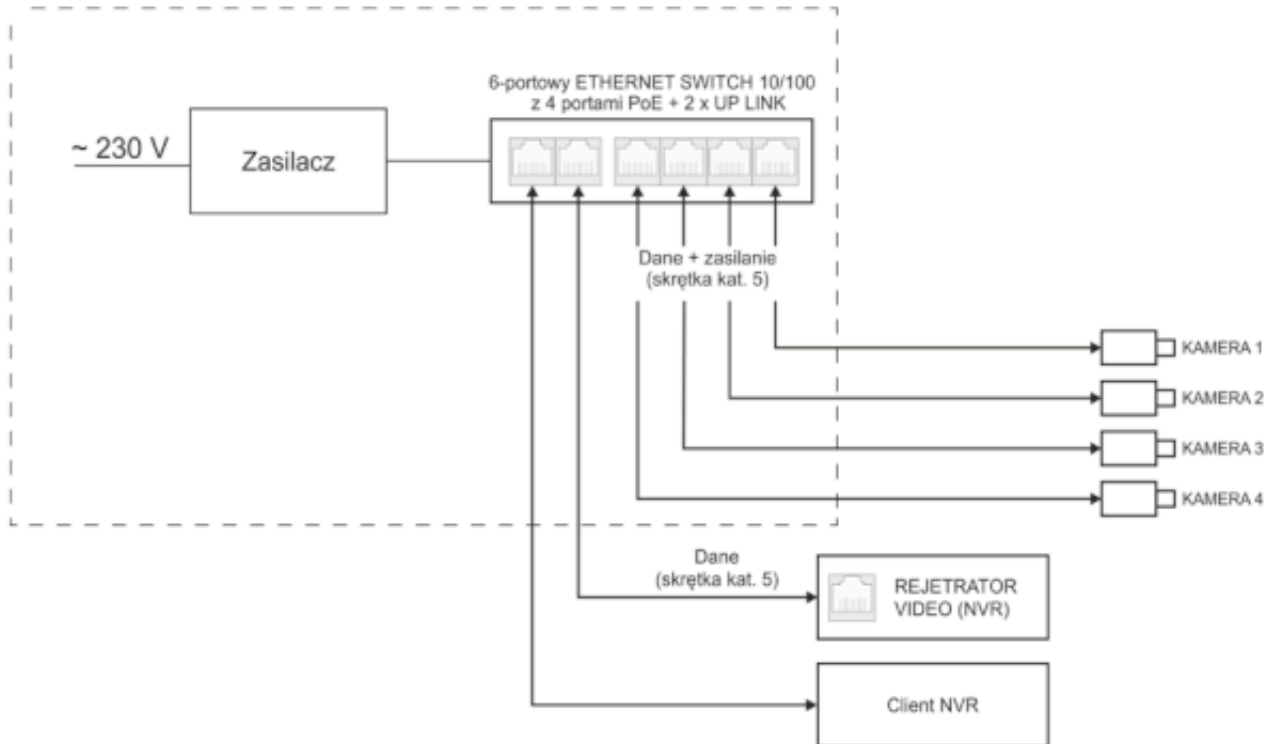 6-portowy ETHERNET SWITCH 10/100
z 4 portami PoE + 2 x UP LINK
~ 230 V
Zasilacz
Dane + zasilanie
(skrętka kat. 5)
KAMERA 1
KAMERA 2
KAMERA 3
KAMERA 4
Dane
(skrętka kat. 5)
REJETRATOR
VIDEO (NVR)
Client NVR